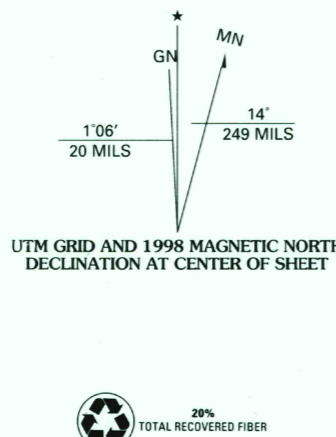 ★
MN
GN
1°06′
20 MILS
14°
249 MILS
UTM GRID AND 1998 MAGNETIC NORTH
DECLINATION AT CENTER OF SHEET
20%
TOTAL RECOVERED FIBER